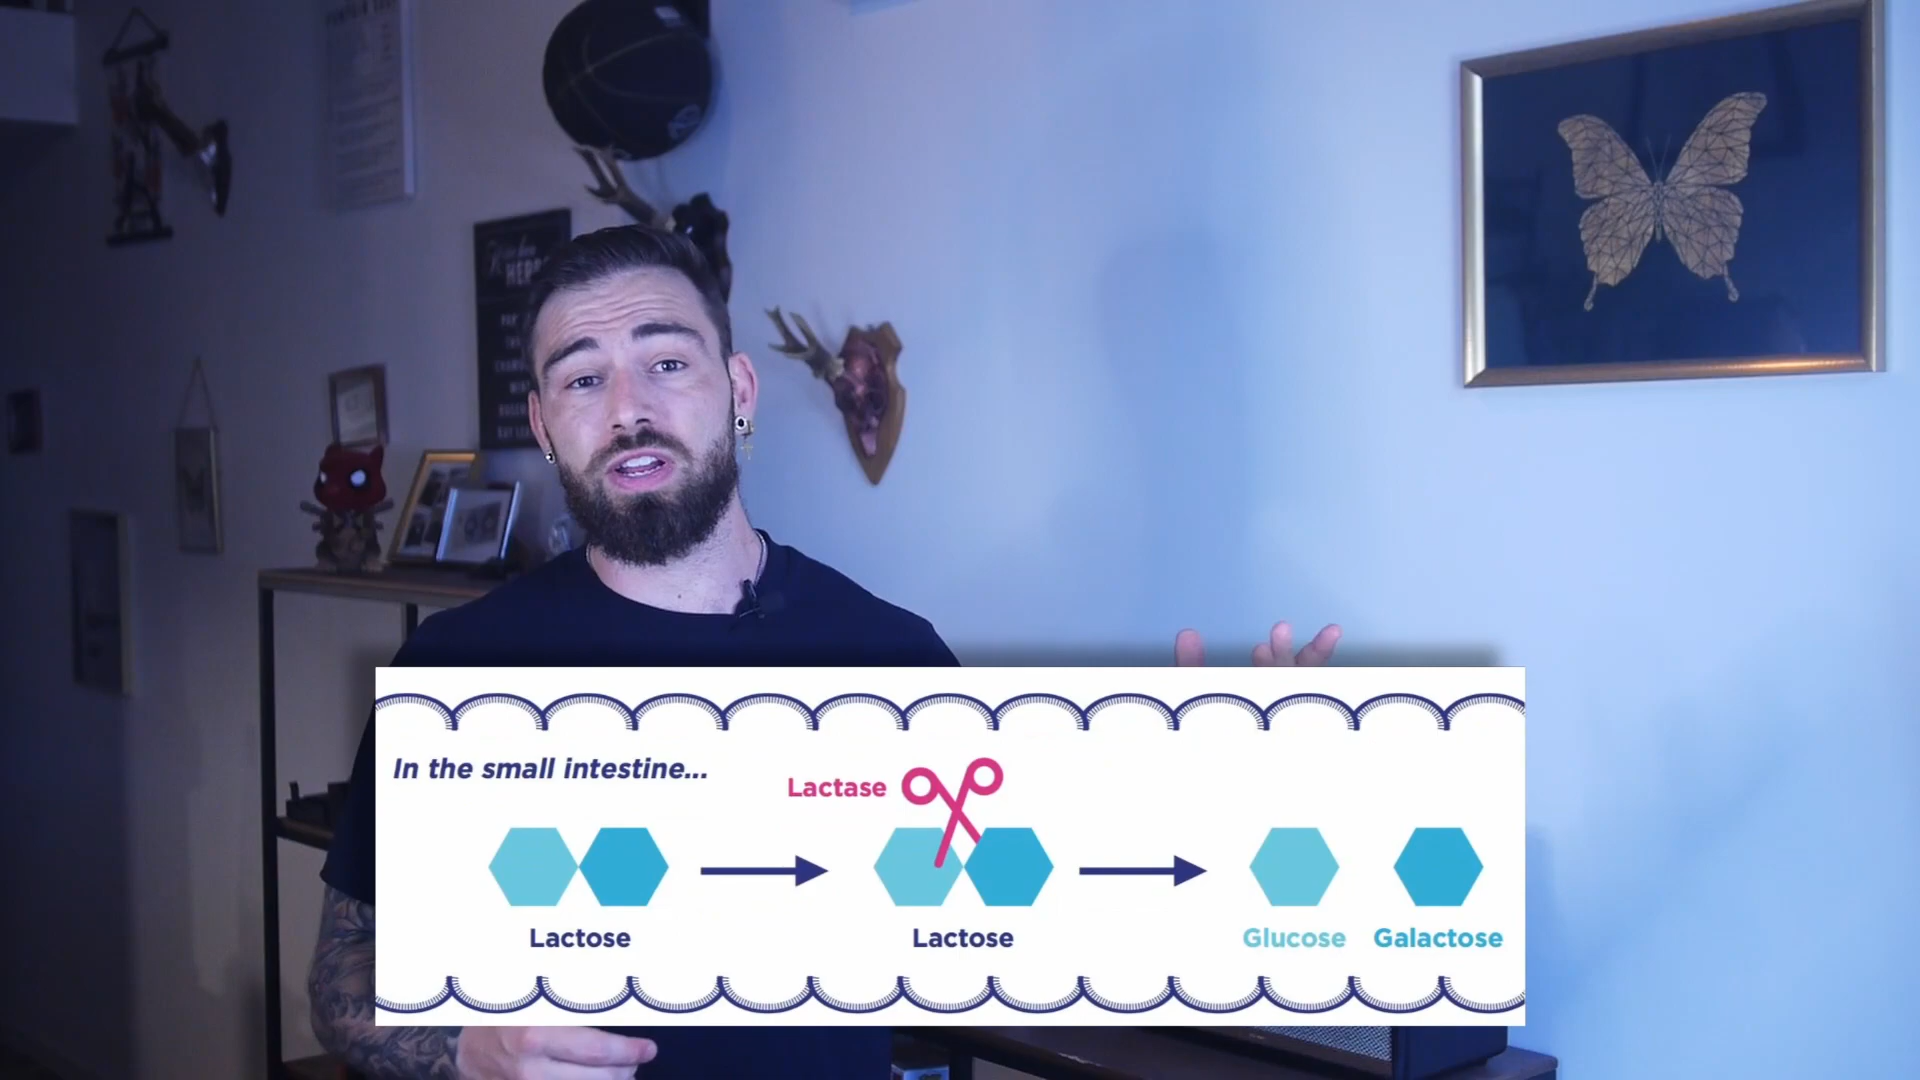 In the small intestine...
Lactase
Lactose
Lactose
Glucose Galactose